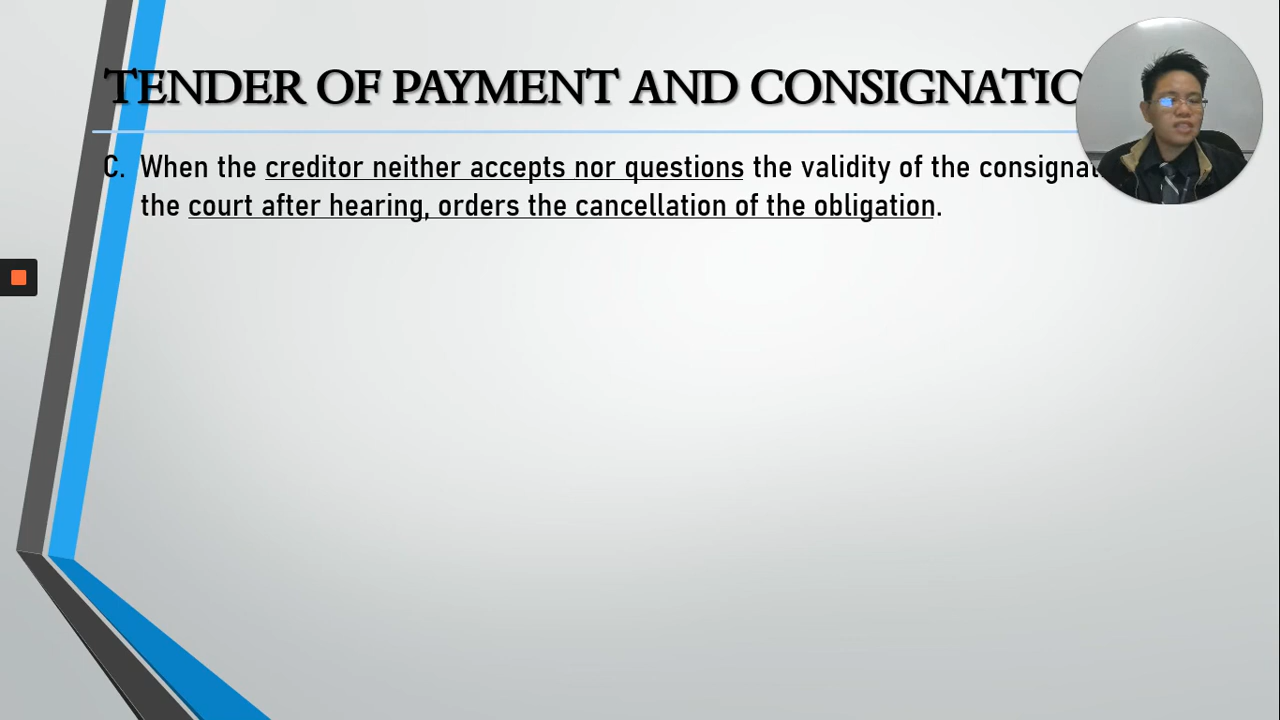 TENDER OF PAYMENT AND CONSIGNATIO
C. When the creditor neither accepts nor questions the validity of the consignat
the court after hearing, orders the cancellation of the obligation.